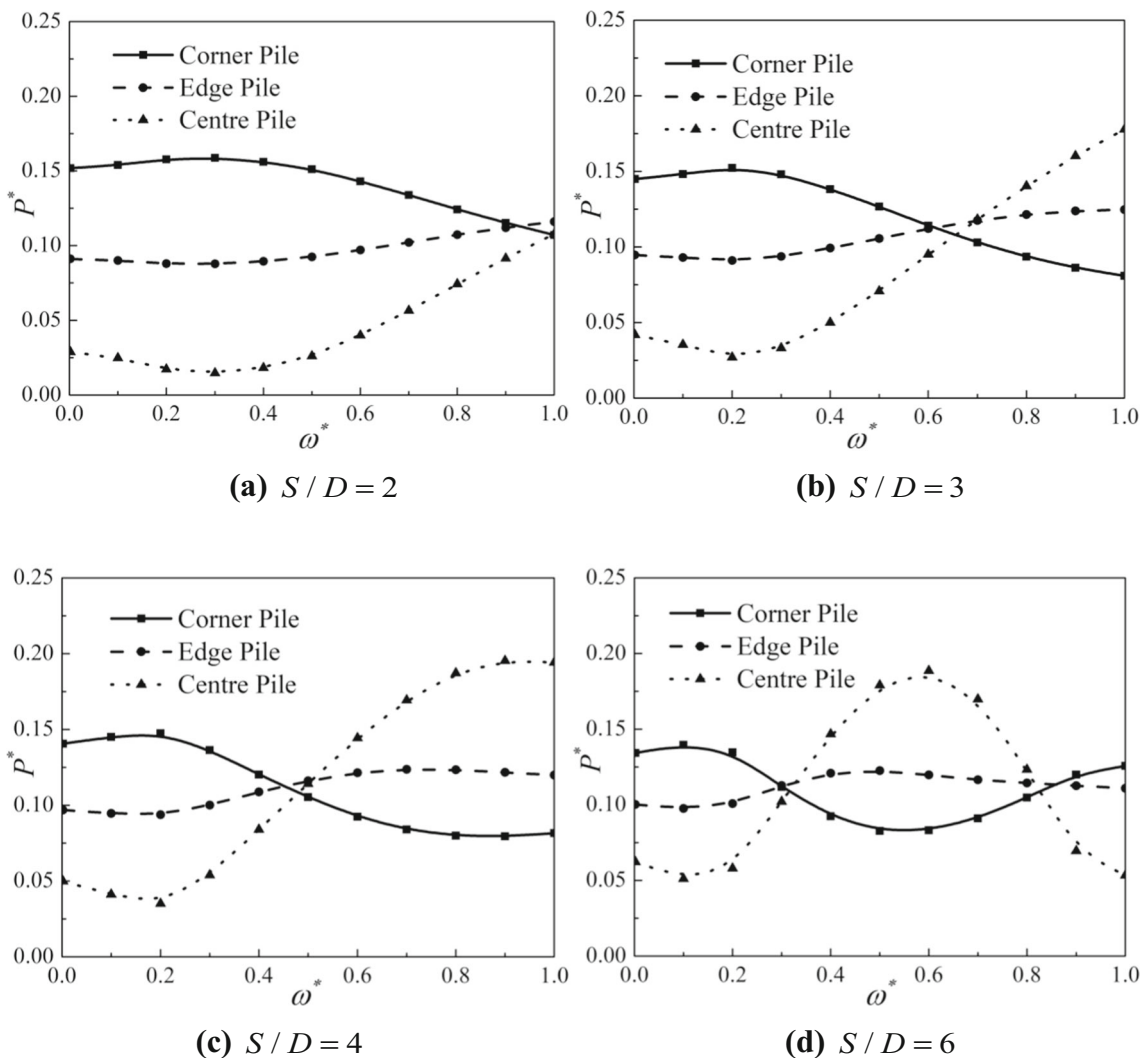 0.25
0.20
0.15
0.10
0.05
0.00
P*
Corner Pile
Edge Pile
Centre Pile
0.0 0.2 0.4 0.6 0.8 1.0
ω*
(a) S / D = 2
0.25
0.20
0.15
0.10
0.05
0.00
P*
Corner Pile
Edge Pile
Centre Pile
0.0 0.2 0.4 0.6 0.8 1.0
ω*
(b) S / D = 3
0.25
0.20
0.15
0.10
0.05
0.00
P*
Corner Pile
Edge Pile
Centre Pile
0.0 0.2 0.4 0.6 0.8 1.0
ω*
(c) S / D = 4
0.25
0.20
0.15
0.10
0.05
0.00
P*
Corner Pile
Edge Pile
Centre Pile
0.0 0.2 0.4 0.6 0.8 1.0
ω*
(d) S / D = 6